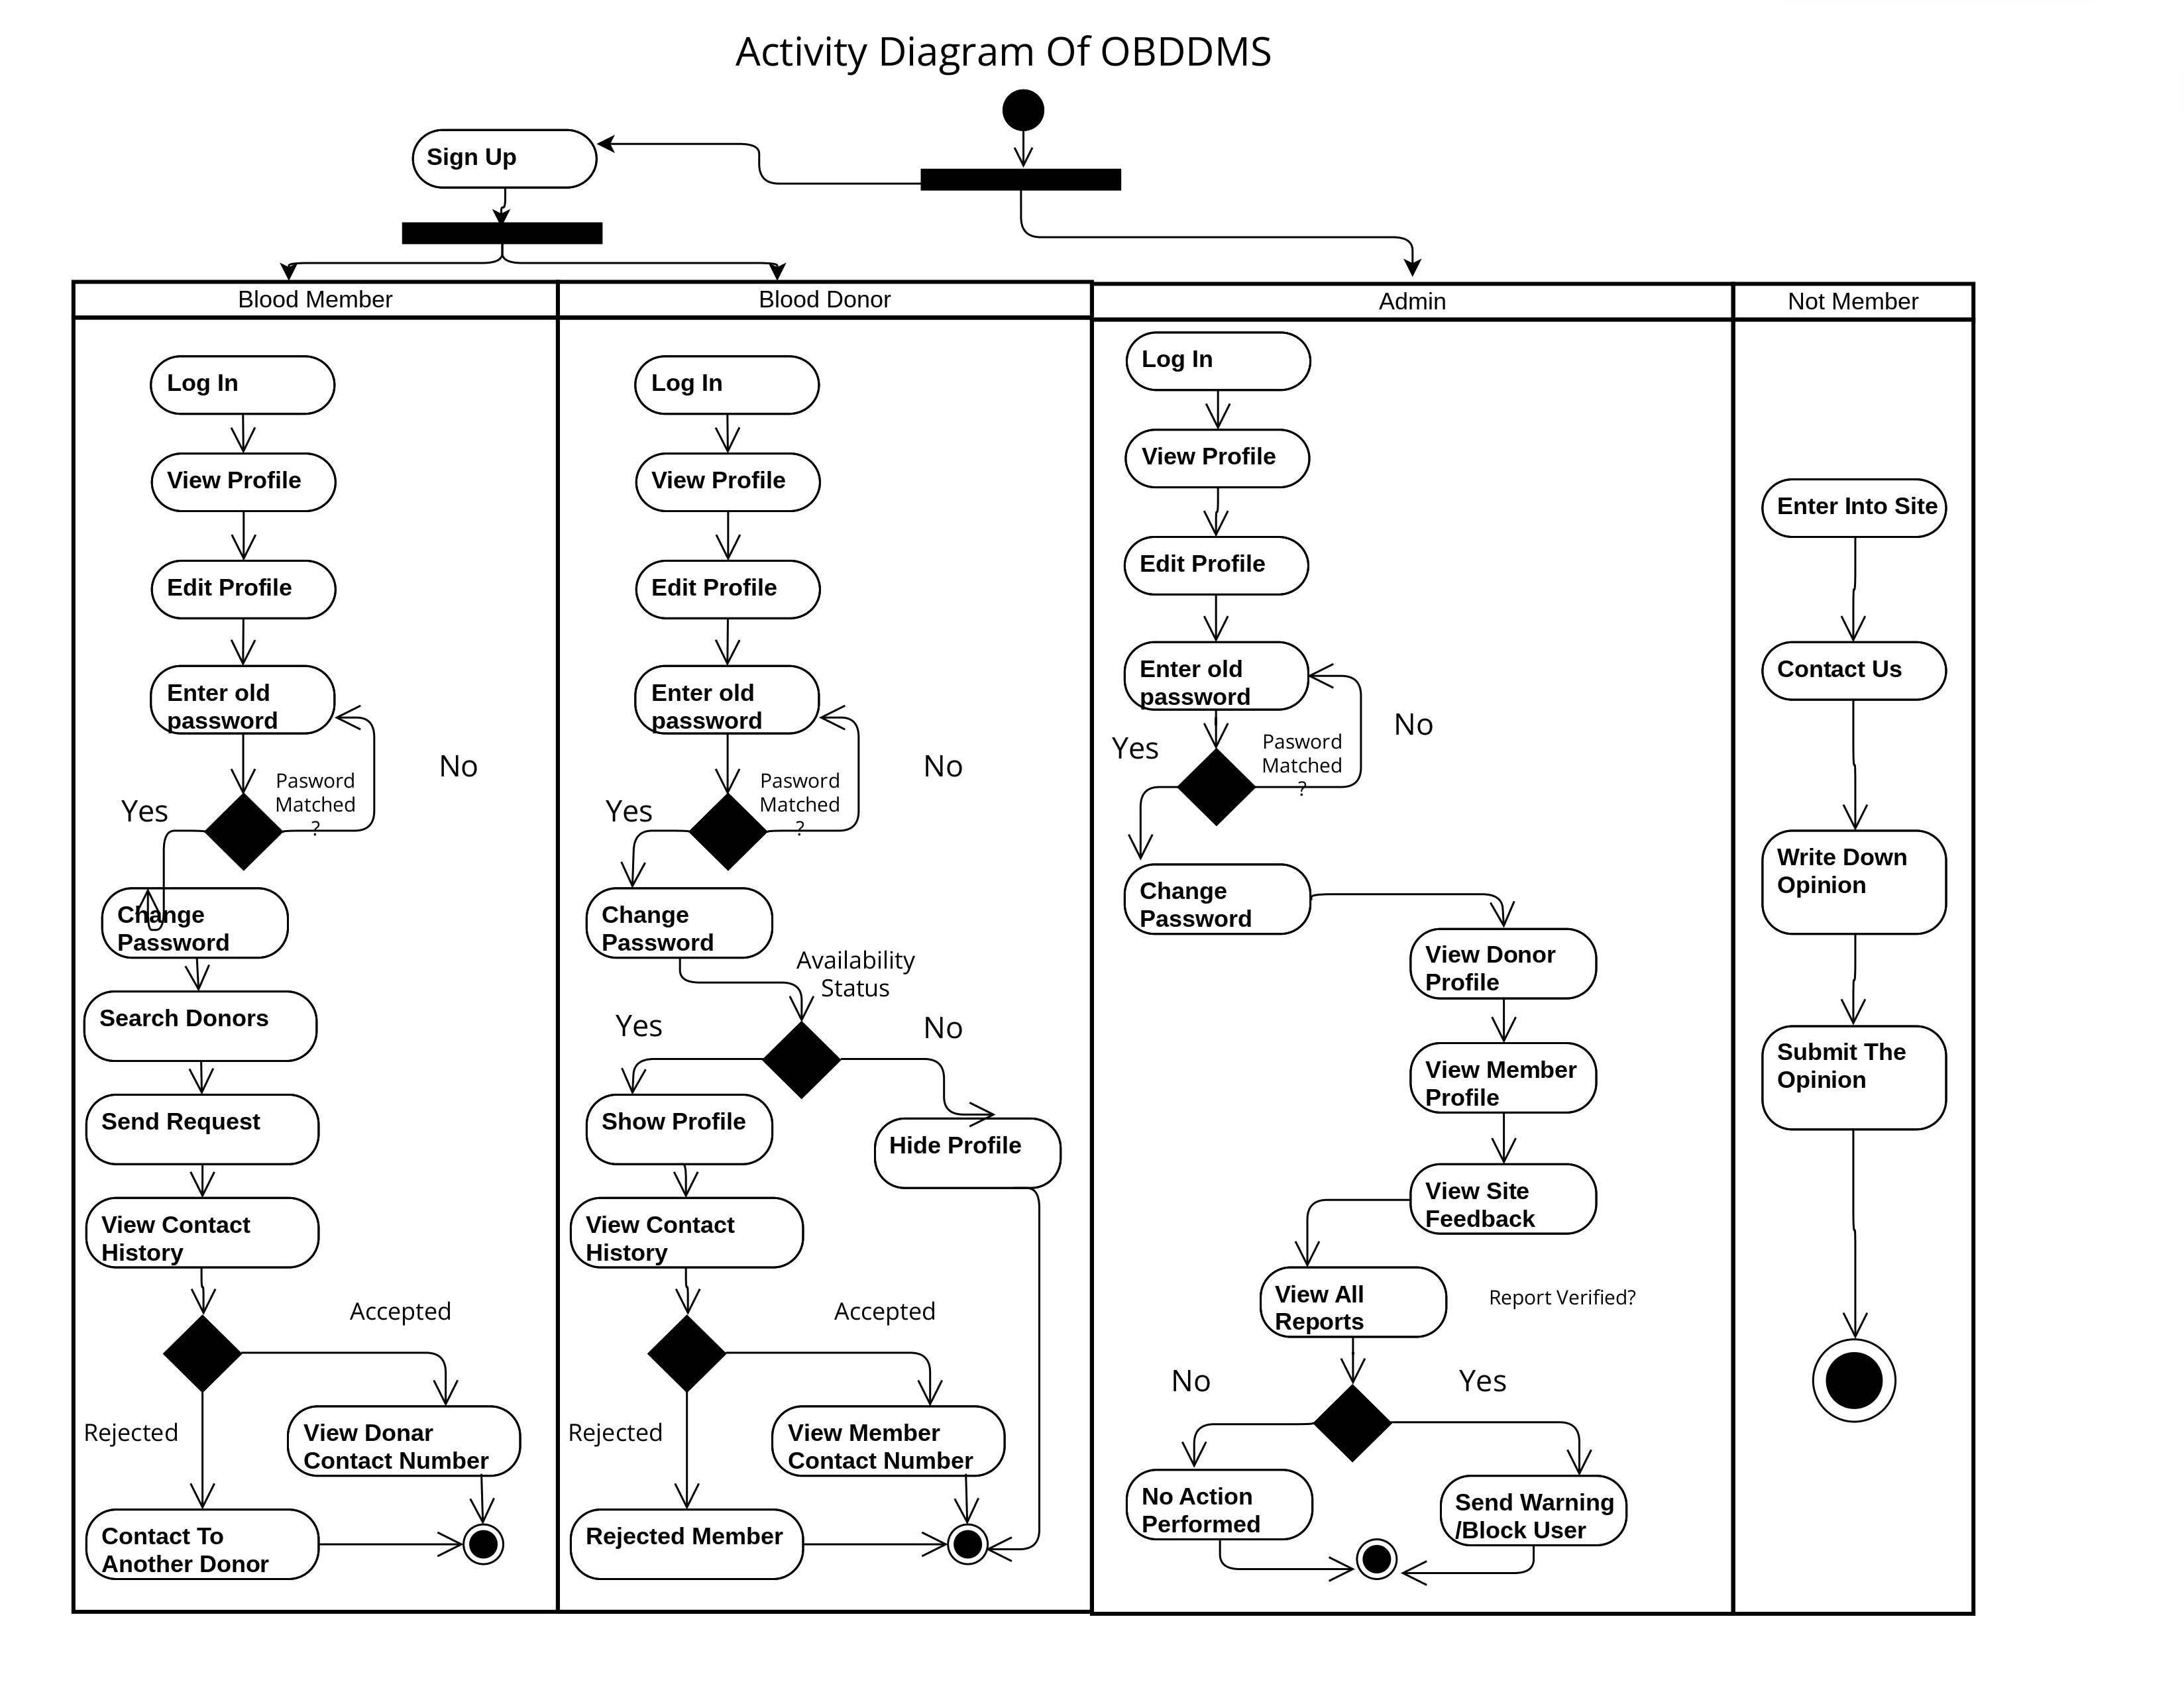 Activity Diagram Of OBDDMS
Sign Up
Blood Member
Log In
View Profile
Edit Profile
Enter old
password
No
Pasword
Matched
?
Yes
Change
Password
Search Donors
Send Request
View Contact
History
Accepted
Rejected
View Donar
Contact Number
Contact To
Another Donor
Blood Donor
Log In
View Profile
Edit Profile
Enter old
password
No
Pasword
Matched
?
Yes
Change
Password
Availability
Status
Yes
No
Show Profile
Hide Profile
View Contact
History
Accepted
Rejected
View Member
Contact Number
Rejected Member
Admin
Log In
View Profile
Edit Profile
Enter old
password
No
Yes
Pasword
Matched
?
Change
Password
View Donor
Profile
View Member
Profile
View Site
Feedback
View All
Reports
Report Verified?
No
Yes
No Action
Performed
Send Warning
/Block User
Not Member
Enter Into Site
Contact Us
Write Down
Opinion
Submit The
Opinion